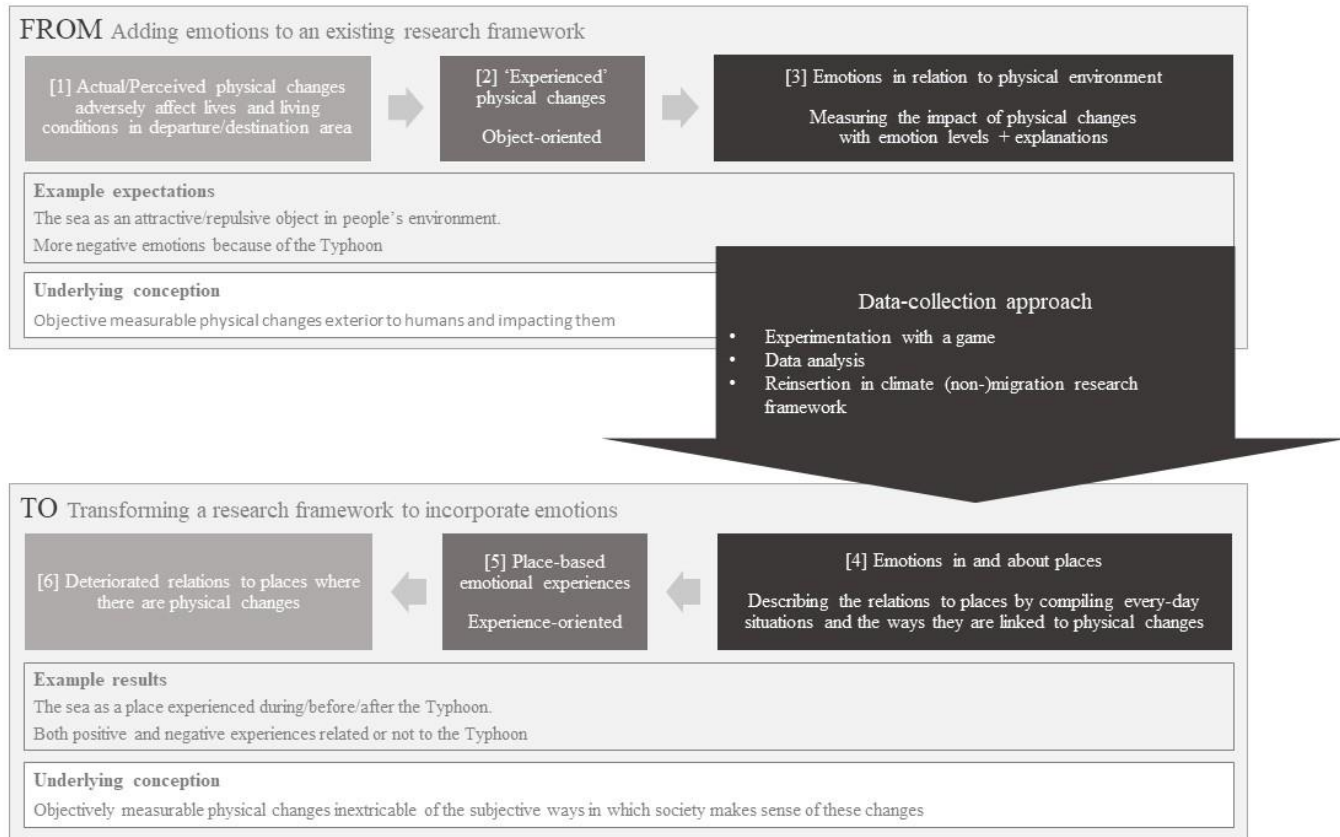 FROM Adding emotions to an existing research framework
[1] Actual/Perceived physical changes
adversely affect lives and living
conditions in departure/destination area
[2] ‘Experienced’
physical changes
Object-oriented
[3] Emotions in relation to physical environment
Measuring the impact of physical changes
with emotion levels + explanations
Example expectations
The sea as an attractive/repulsive object in people’s environment.
More negative emotions because of the Typhoon
Underlying conception
Objective measurable physical changes exterior to humans and impacting them
Data-collection approach
• Experimentation with a game
• Data analysis
• Reinsertion in climate (non-)migration research
framework
TO Transforming a research framework to incorporate emotions
[6] Deteriorated relations to places where
there are physical changes
[5] Place-based
emotional experiences
Experience-oriented
[4] Emotions in and about places
Describing the relations to places by compiling every-day
situations and the ways they are linked to physical changes
Example results
The sea as a place experienced during/before/after the Typhoon.
Both positive and negative experiences related or not to the Typhoon
Underlying conception
Objectively measurable physical changes inextricable of the subjective ways in which society makes sense of these changes